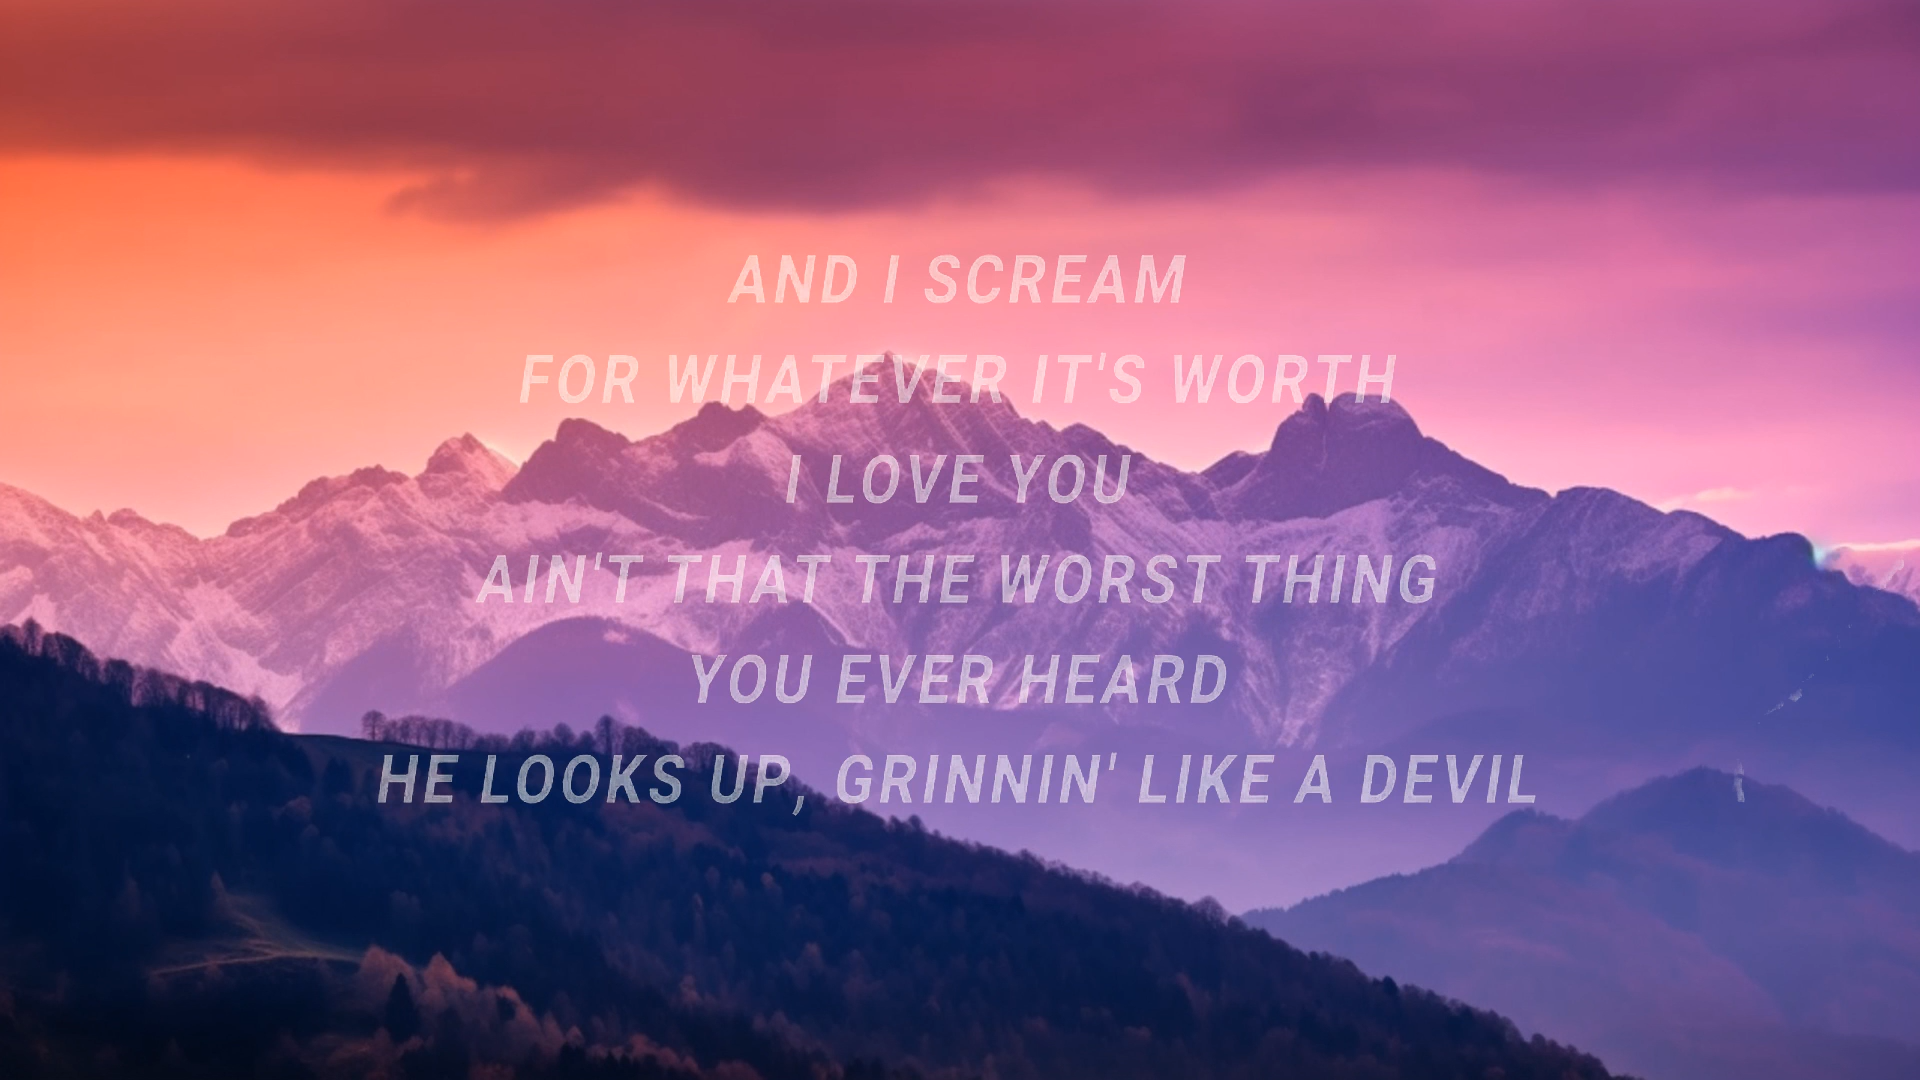 AND I SCREAM
FOR WHATEVER IT'S WORTH
I LOVE YOU
AIN'T THAT THE WORST THING
YOU EVER HEARD
HE LOOKS UP, GRINNIN' LIKE A DEVIL